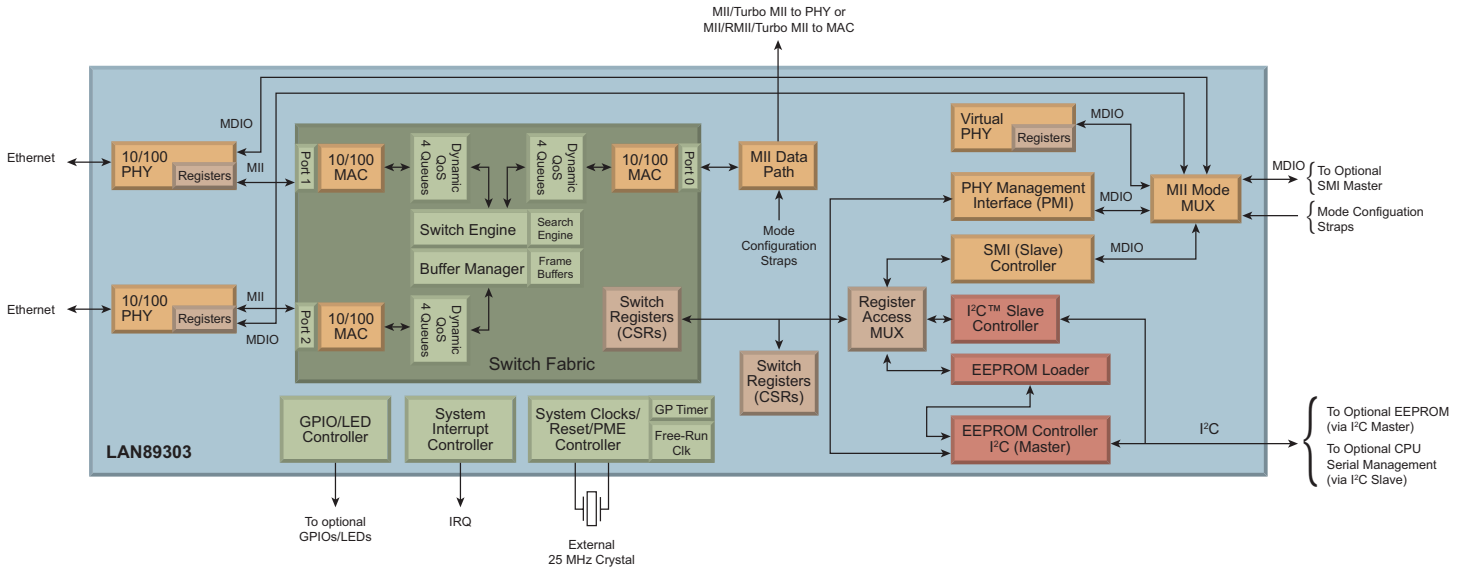 MII/Turbo MII to PHY or
MII/RMII/Turbo MII to MAC
MDIO
Ethernet
10/100
PHY
Registers
MII
Port 1
10/100
MAC
Dynamic
QoS
4 Queues
Dynamic
QoS
4 Queues
10/100
MAC
Port 0
MII Data
Path
Mode
Configuration
Straps
Virtual
PHY
Registers
MDIO
PHY Management
Interface (PMI)
MDIO
MII Mode
MUX
MDIO
To Optional
SMI Master
Mode Configuation
Straps
SMI (Slave)
Controller
MDIO
Switch Engine
Search
Engine
Buffer Manager
Frame
Buffers
Ethernet
10/100
PHY
Registers
MII
MDIO
Port 2
10/100
MAC
Dynamic
QoS
4 Queues
Switch
Registers
(CSRs)
Switch Fabric
Register
Access
MUX
I²C™ Slave
Controller
Switch
Registers
(CSRs)
EEPROM Loader
EEPROM Controller
I²C (Master)
I²C
To Optional EEPROM
(via I²C Master)
To Optional CPU
Serial Management
(via I²C Slave)
LAN89303
GPIO/LED
Controller
System
Interrupt
Controller
System Clocks/
Reset/PME
Controller
GP Timer
Free-Run
Clk
To optional
GPIOs/LEDs
IRQ
External
25 MHz Crystal